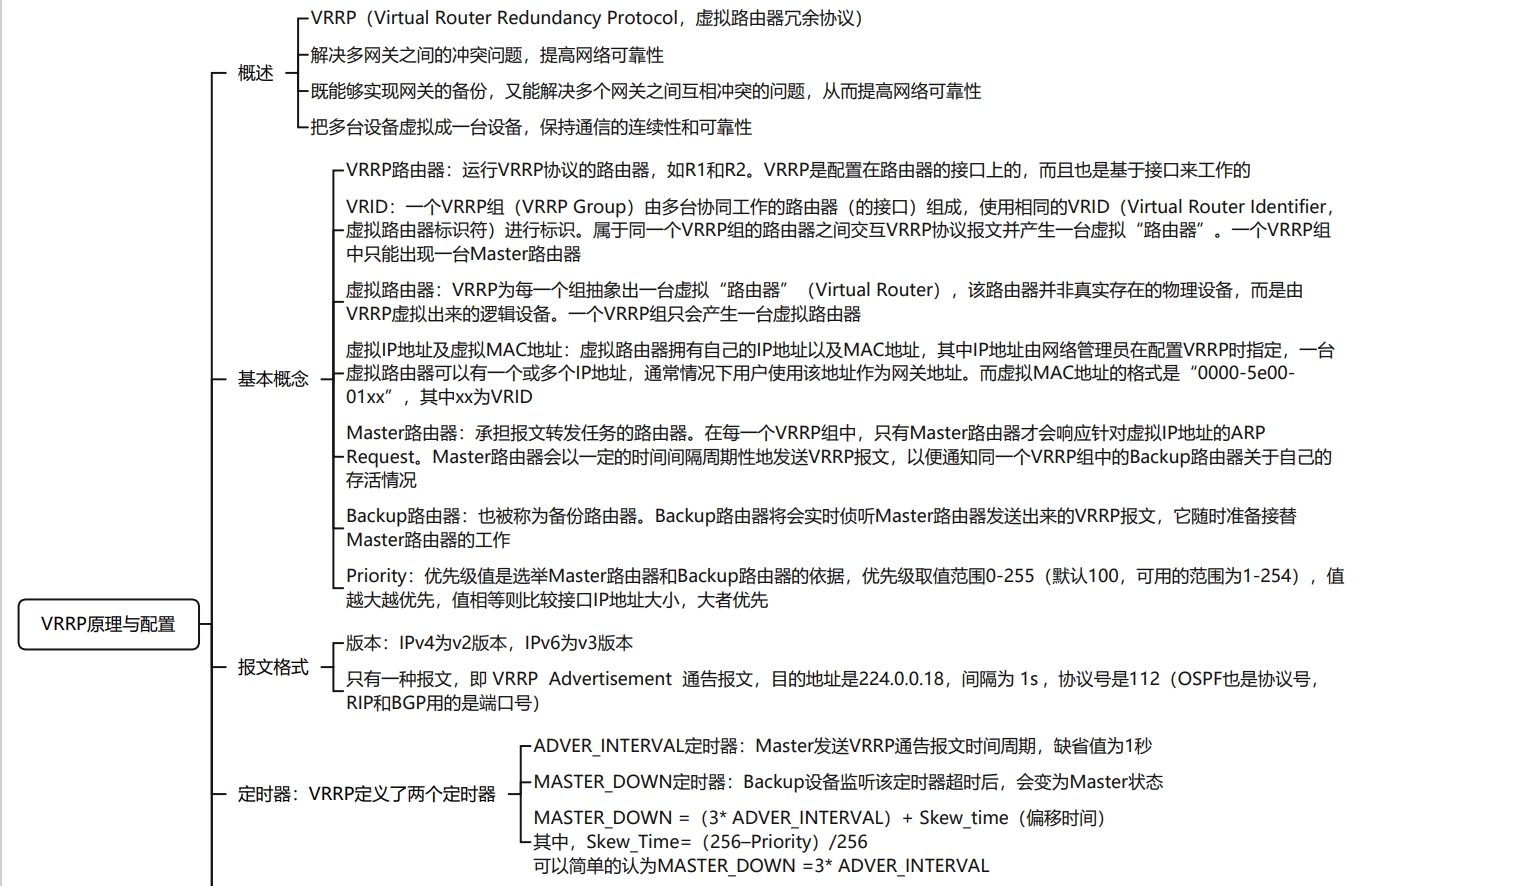 VRRP原理与配置
概述
VRRP（Virtual Router Redundancy Protocol，虚拟路由器冗余协议）
解决多网关之间的冲突问题，提高网络可靠性
既能够实现网关的备份，又能解决多个网关之间互相冲突的问题，从而提高网络可靠性
把多台设备虚拟成一台设备，保持通信的连续性和可靠性
基本概念
VRRP路由器：运行VRRP协议的路由器，如R1和R2。VRRP是配置在路由器的接口上的，而且也是基于接口来工作的
VRID：一个VRRP组（VRRP Group）由多台协同工作的路由器（的接口）组成，使用相同的VRID（Virtual Router Identifier，
虚拟路由器标识符）进行标识。属于同一个VRRP组的路由器之间交互VRRP协议报文并产生一台虚拟“路由器”。一个VRRP组
中只能出现一台Master路由器
虚拟路由器：VRRP为每一个组抽象出一台虚拟“路由器”（Virtual Router），该路由器并非真实存在的物理设备，而是由
VRRP虚拟出来的逻辑设备。一个VRRP组只会产生一台虚拟路由器
虚拟IP地址及虚拟MAC地址：虚拟路由器拥有自己的IP地址以及MAC地址，其中IP地址由网络管理员在配置VRRP时指定，一台
虚拟路由器可以有一个或多个IP地址，通常情况下用户使用该地址作为网关地址。而虚拟MAC地址的格式是“0000-5e00-
01xx”，其中xx为VRID
Master路由器：承担报文转发任务的路由器。在每一个VRRP组中，只有Master路由器才会响应针对虚拟IP地址的ARP
Request。Master路由器会以一定的时间间隔周期性地发送VRRP报文，以便通知同一个VRRP组中的Backup路由器关于自己的
存活情况
Backup路由器：也被称为备份路由器。Backup路由器将会实时侦听Master路由器发送出来的VRRP报文，它随时准备接替
Master路由器的工作
Priority：优先级值是选举Master路由器和Backup路由器的依据，优先级取值范围0-255（默认100，可用的范围为1-254），值
越大越优先，值相等则比较接口IP地址大小，大者优先
报文格式
版本：IPv4为v2版本，IPv6为v3版本
只有一种报文，即 VRRP Advertisement 通告报文，目的地址是224.0.0.18，间隔为 1s ，协议号是112（OSPF也是协议号，
RIP和BGP用的是端口号）
定时器：VRRP定义了两个定时器
ADVER_INTERVAL定时器：Master发送VRRP通告报文时间周期，缺省值为1秒
MASTER_DOWN定时器：Backup设备监听该定时器超时后，会变为Master状态
MASTER_DOWN =（3* ADVER_INTERVAL）+ Skew_time（偏移时间）
其中，Skew_Time=（256–Priority）/256
可以简单的认为MASTER_DOWN =3* ADVER_INTERVAL